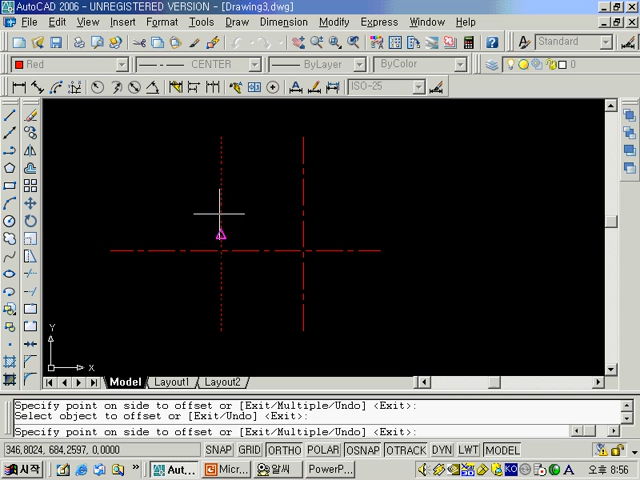 AutoCAD 2006 - UNREGISTERED VERSION - [Drawing3.dwg]
File Edit View Insert Format Tools Draw Dimension Modify Express Window Help
Standard
Red CENTER ByLayer ByColor 0
ISO-25
Y
X
Model Layout1 Layout2
Specify point on side to offset or [Exit/Multiple/Undo] <Exit>:
Select object to offset or [Exit/Undo] <Exit>:
Specify point on side to offset or [Exit/Multiple/Undo] <Exit>:
346,8024, 684,2597, 0,0000 SNAP GRID ORTHO POLAR OSNAP OTRACK DYN LWT MODEL
시작 Aut... Micr... 알씨 PowerP... KO A 오후 8:56